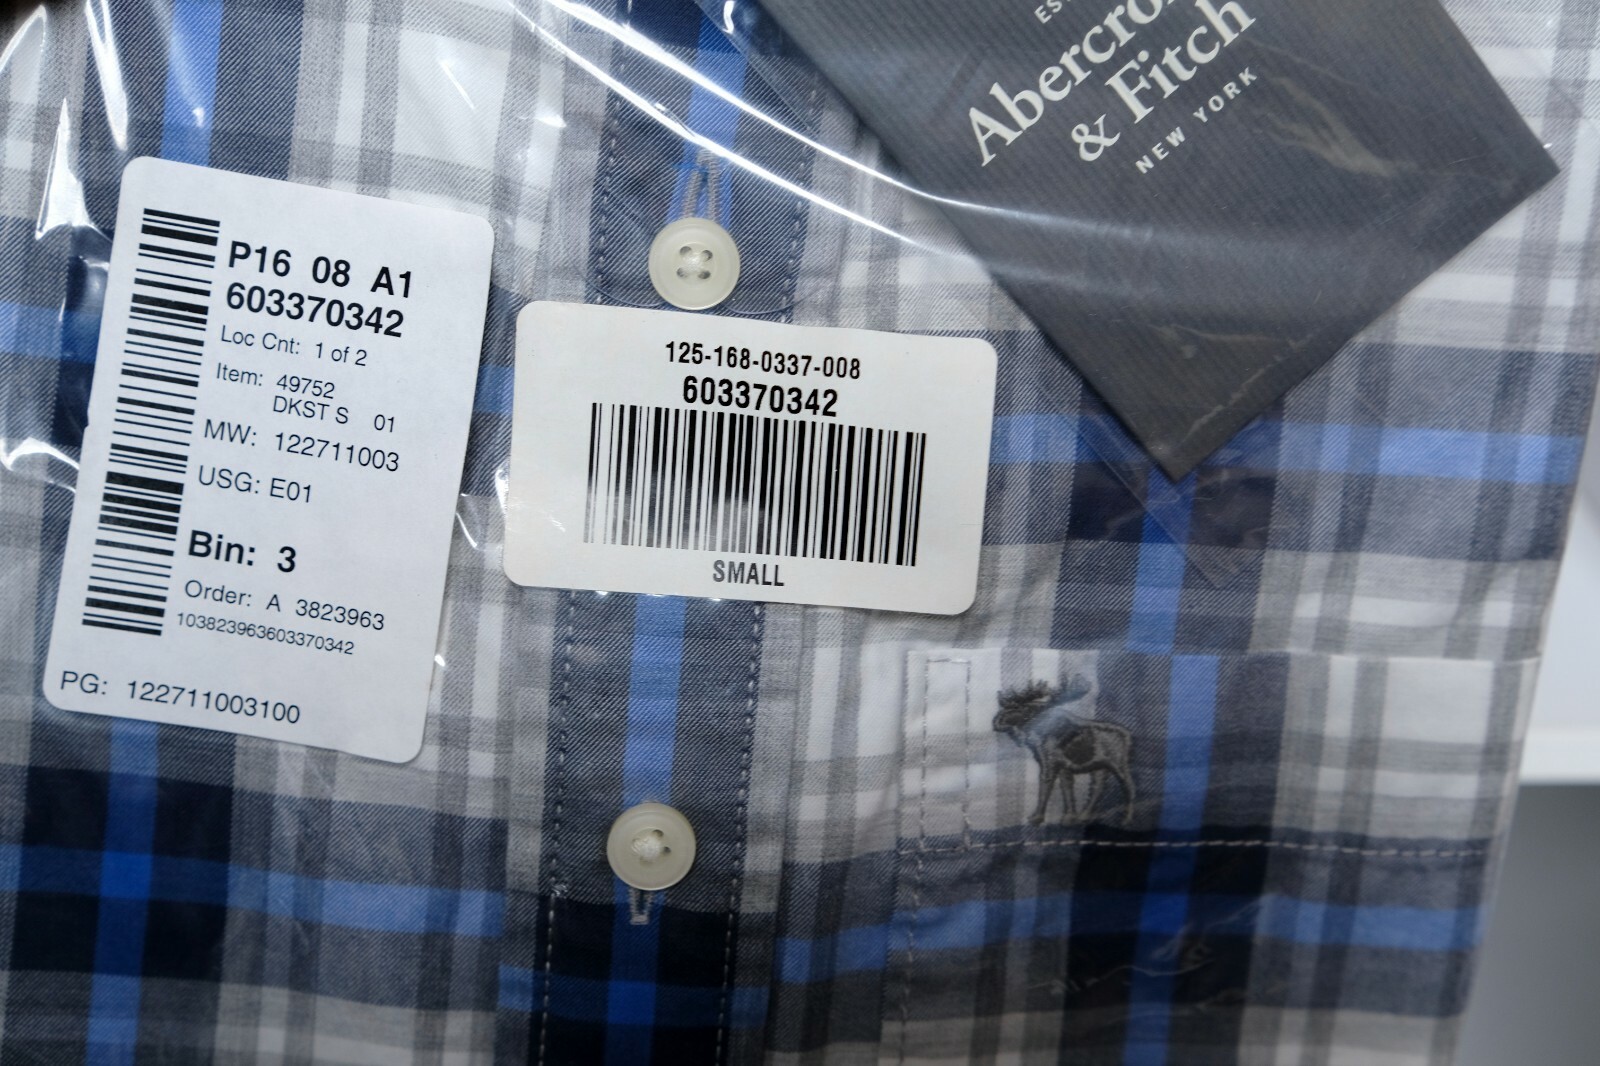 Abercro
& Fitch
NEW YORK
P16 08 A1
603370342
Loc Cnt: 1 of 2
Item: 49752
DKST S 01
MW: 122711003
USG: E01
Bin: 3
Order: A 3823963
103823963603370342
PG: 122711003100
125-168-0337-008
603370342
SMALL